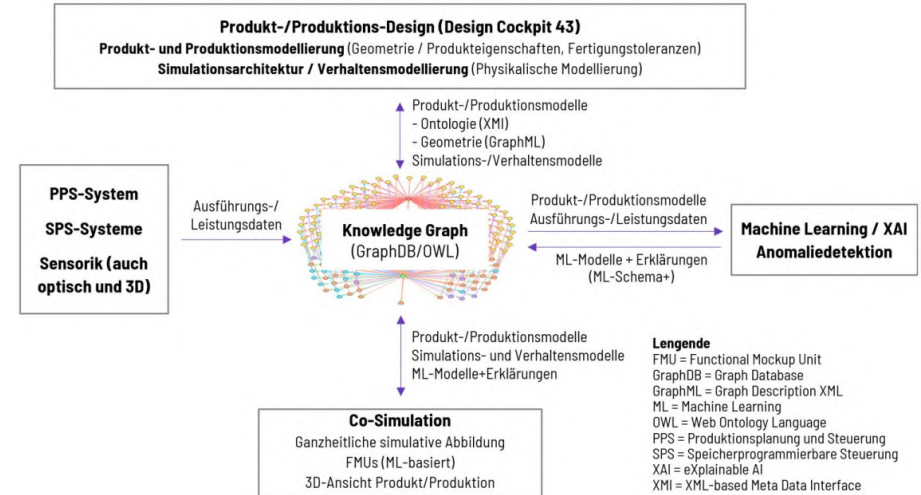 Produkt-/Produktions-Design (Design Cockpit 43)
Produkt- und Produktionsmodellierung (Geometrie / Produkteigenschaften, Fertigungstoleranzen)
Simulationsarchitektur / Verhaltensmodellierung (Physikalische Modellierung)
Produkt-/Produktionsmodelle
- Ontologie (XMI)
- Geometrie (GraphML)
Simulations-/Verhaltensmodelle
PPS-System
SPS-Systeme
Sensorik (auch
optisch und 3D)
Ausführungs-/
Leistungsdaten
Knowledge Graph
(GraphDB/OWL)
Produkt-/Produktionsmodelle
Ausführungs-/Leistungsdaten
ML-Modelle + Erklärungen
(ML-Schema+)
Machine Learning / XAI
Anomaliedetektion
Produkt-/Produktionsmodelle
Simulations- und Verhaltensmodelle
ML-Modelle+Erklärungen
Co-Simulation
Ganzheitliche simulative Abbildung
FMUs (ML-basiert)
3D-Ansicht Produkt/Produktion
Lengende
FMU = Functional Mockup Unit
GraphDB = Graph Database
GraphML = Graph Description XML
ML = Machine Learning
OWL = Web Ontology Language
PPS = Produktionsplanung und Steuerung
SPS = Speicherprogrammierbare Steuerung
XAI = eXplainable AI
XMI = XML-based Meta Data Interface